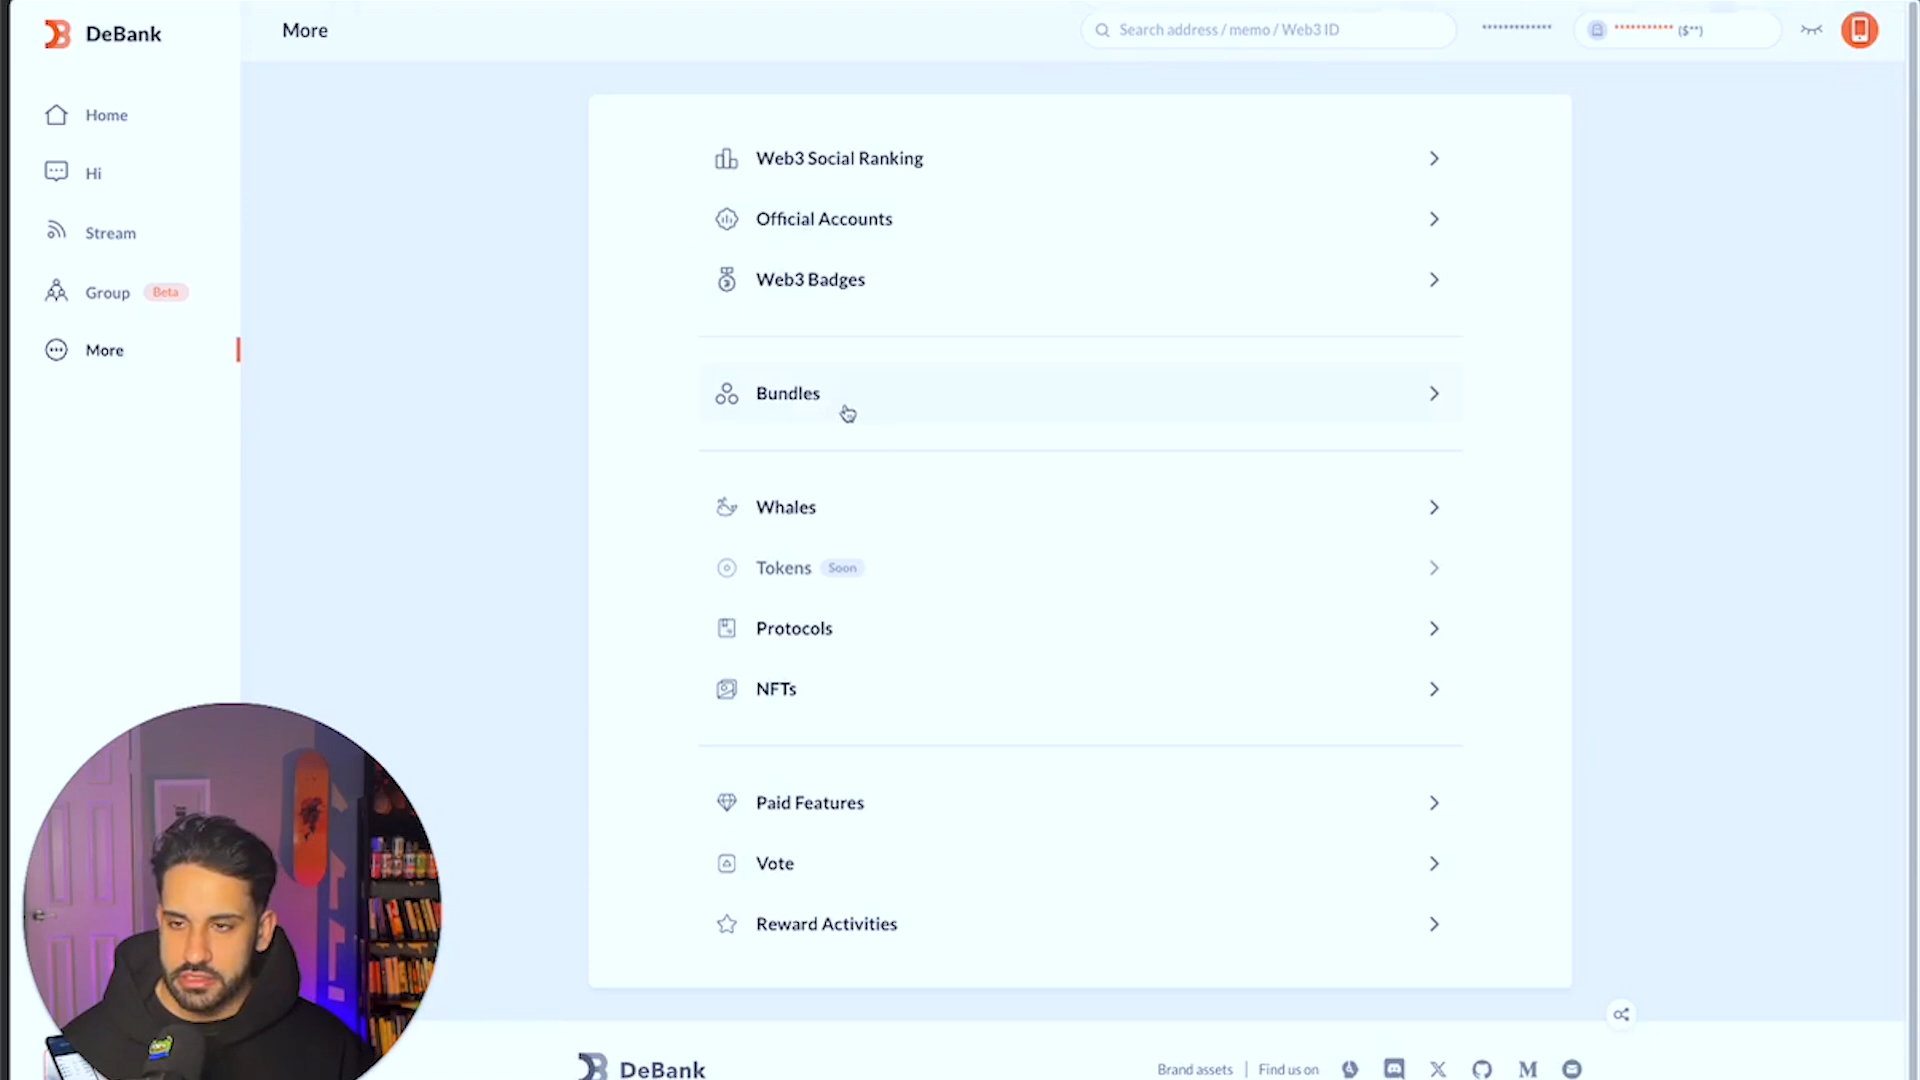 DeBank
More
Search address / memo / Web3 ID
************* *********** ($**)
Home
Hi
Stream
Group Beta
More
Web3 Social Ranking
Official Accounts
Web3 Badges
Bundles
Whales
Tokens Soon
Protocols
NFTs
Paid Features
Vote
Reward Activities
DeBank
Brand assets | Find us on